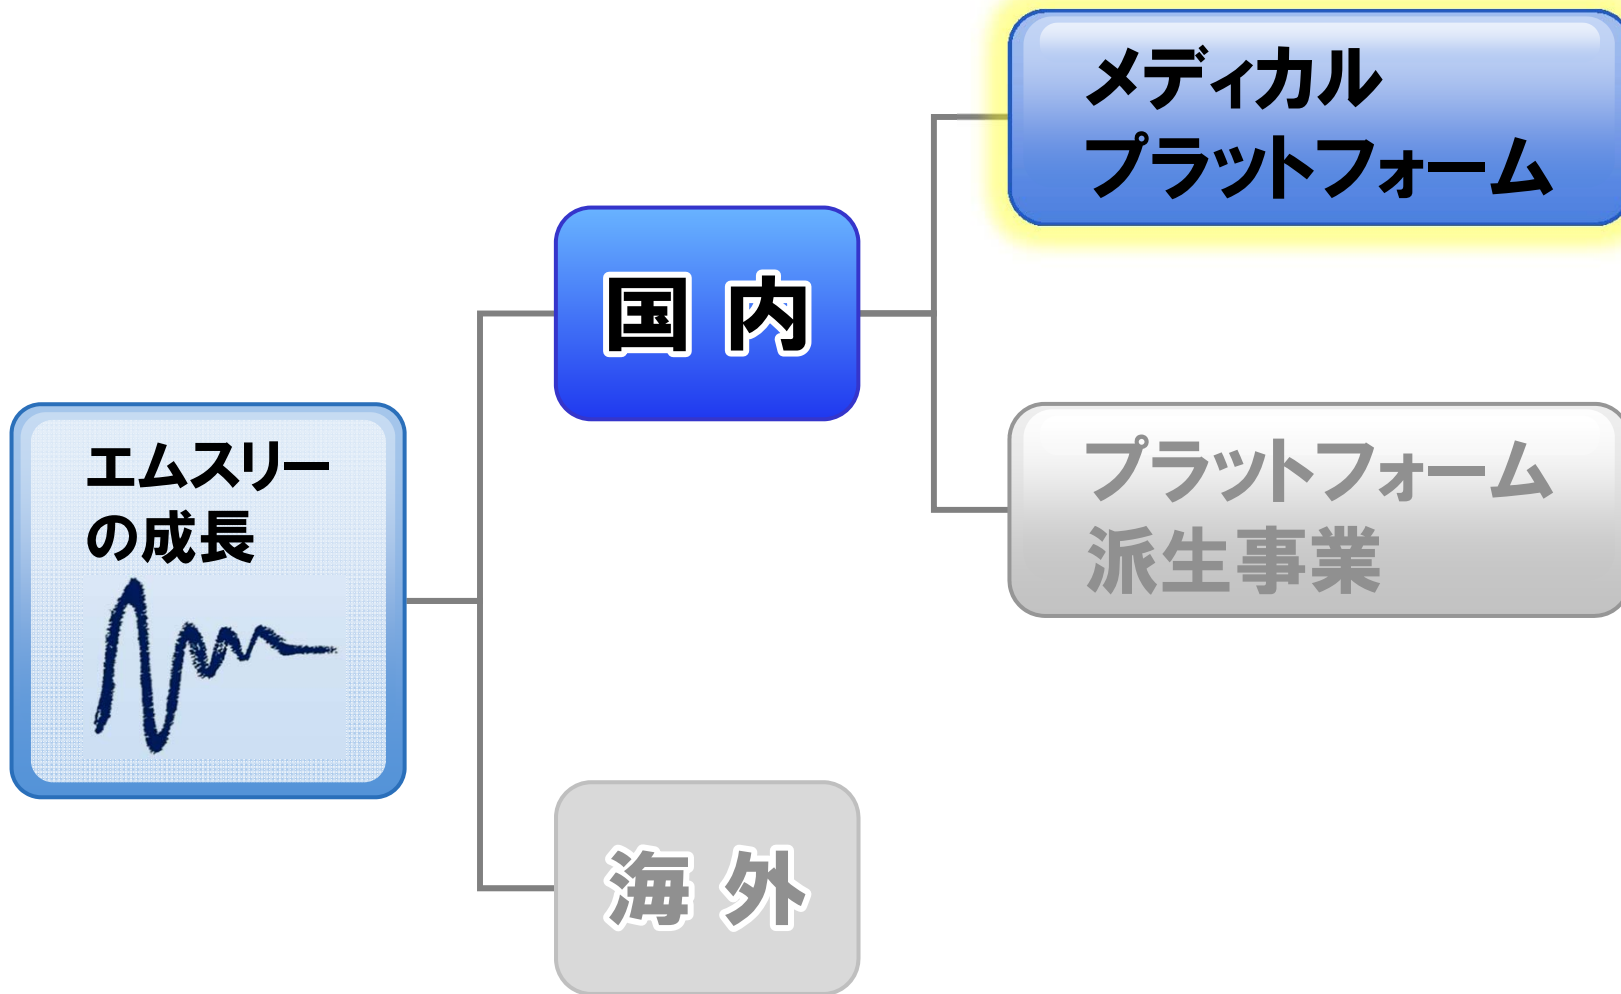 メディカル
プラットフォーム
国内
プラットフォーム
派生事業
エムスリー
の成長
海外